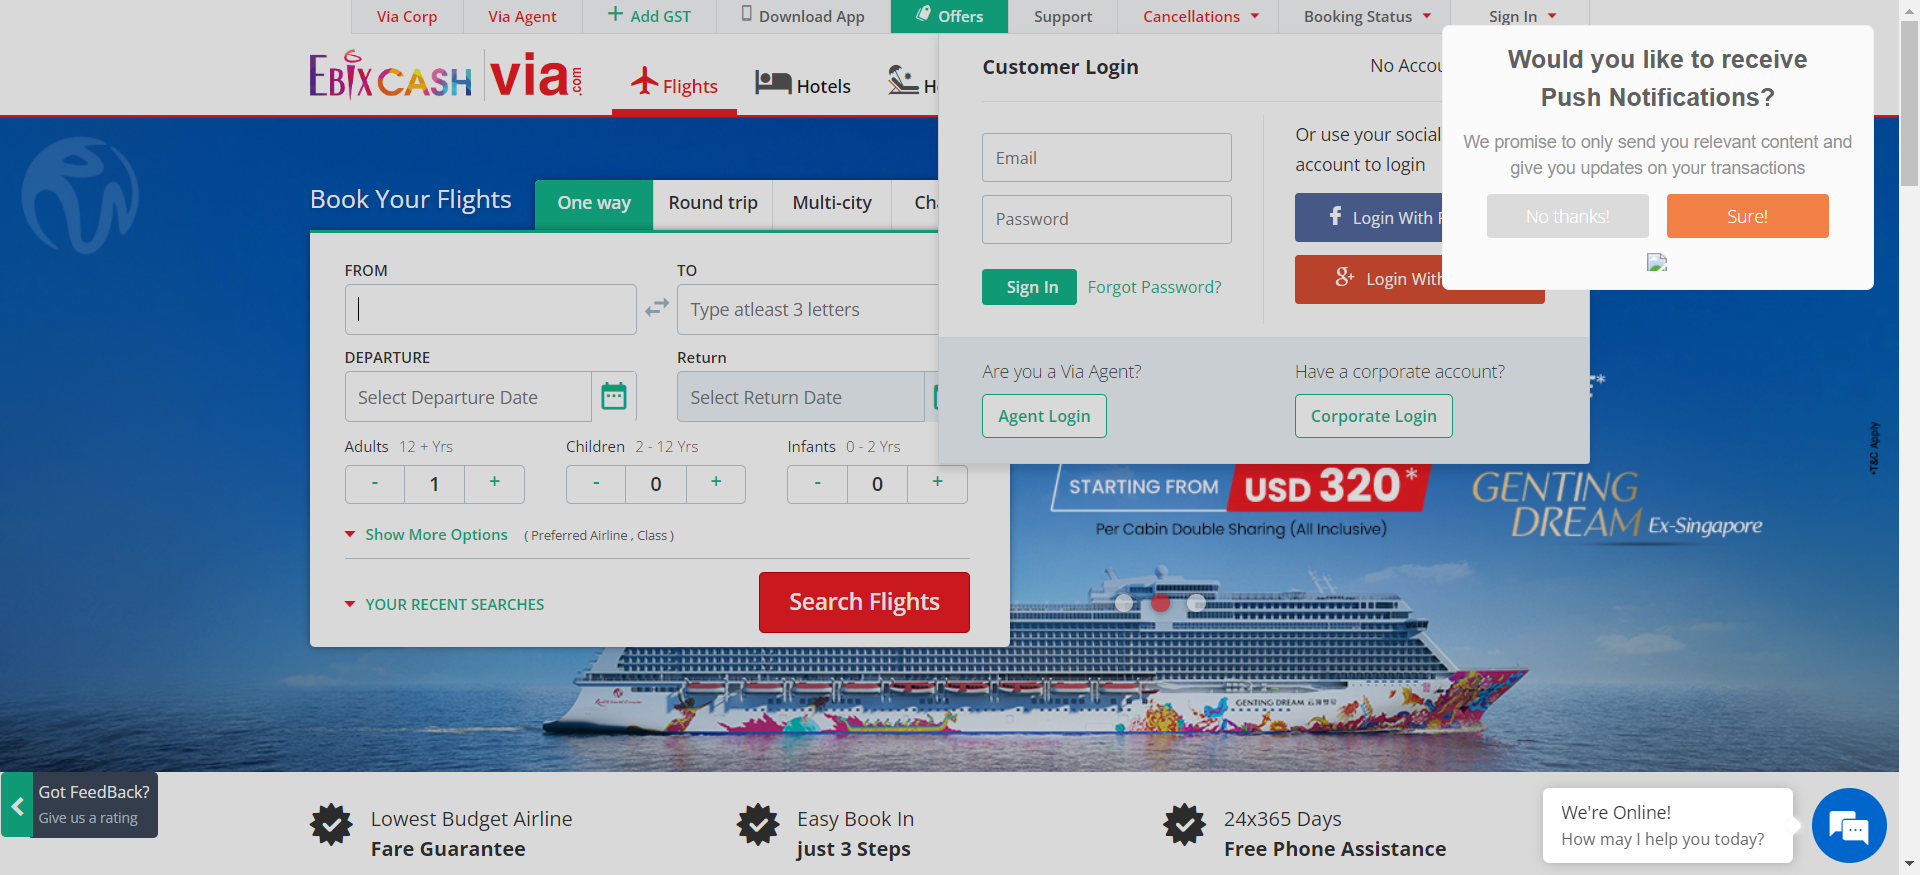 Via Corp
Via Agent
Add GST
Download App
Offers
Support
Cancellations
Booking Status
Sign In
EBIXCASH
via.com
Flights
Hotels
Customer Login
Would you like to receive
Push Notifications?
We promise to only send you relevant content and
give you updates on your transactions
No thanks!
Sure!
Email
Password
Sign In
Forgot Password?
Or use your social
account to login
f Login With
g+ Login With
Are you a Via Agent?
Agent Login
Have a corporate account?
Corporate Login
Book Your Flights
One way
Round trip
Multi-city
FROM
TO
Type atleast 3 letters
DEPARTURE
Return
Select Departure Date
Select Return Date
Adults 12 + Yrs
Children 2 - 12 Yrs
Infants 0 - 2 Yrs
- 1 +
- 0 +
- 0 +
Show More Options ( Preferred Airline , Class )
YOUR RECENT SEARCHES
Search Flights
STARTING FROM USD 320*
Per Cabin Double Sharing (All Inclusive)
GENTING
DREAM Ex-Singapore
*T&C Apply
GENTING DREAM
Got FeedBack?
Give us a rating
Lowest Budget Airline
Fare Guarantee
Easy Book In
just 3 Steps
24x365 Days
Free Phone Assistance
We're Online!
How may I help you today?